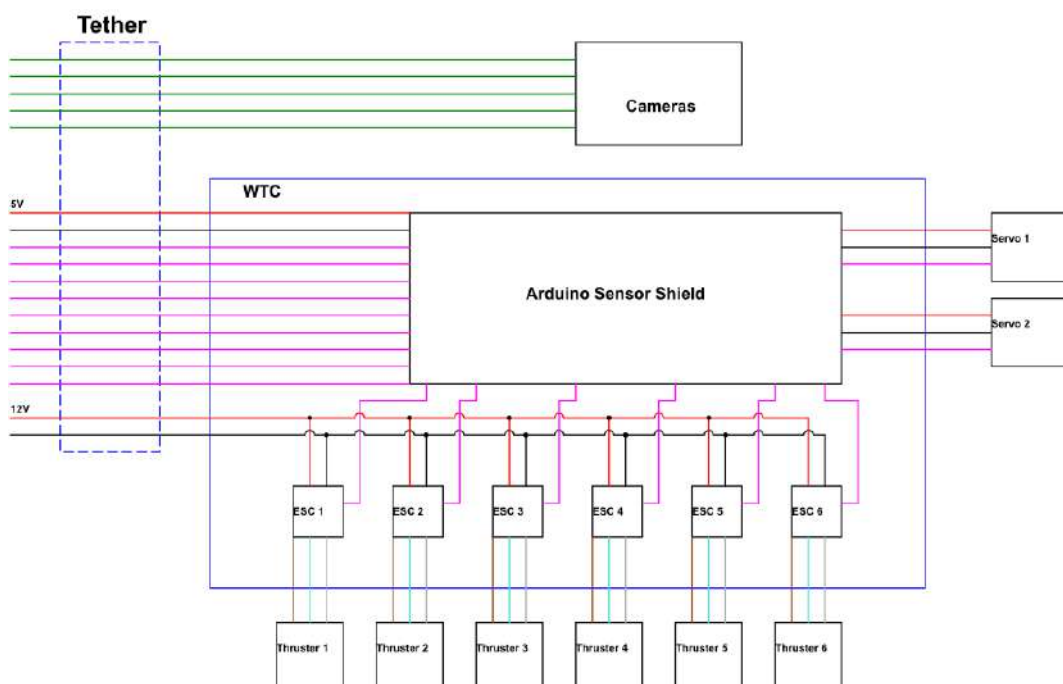 Tether
Cameras
WTC
5V
Servo 1
Arduino Sensor Shield
Servo 2
12V
ESC 1
ESC 2
ESC 3
ESC 4
ESC 5
ESC 6
Thruster 1
Thruster 2
Thruster 3
Thruster 4
Thruster 5
Thruster 6